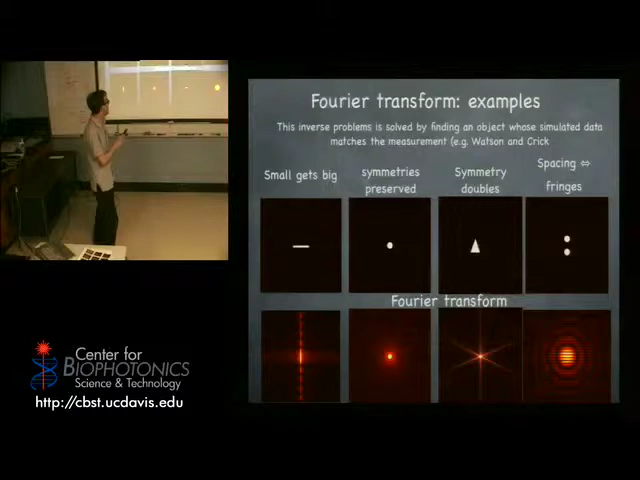 Fourier transform: examples
This inverse problems is solved by finding an object whose simulated data
matches the measurement (e.g. Watson and Crick
Small gets big
symmetries
preserved
Symmetry
doubles
Spacing ⇔
fringes
Fourier transform
Center for
BIOPHOTONICS
Science & Technology
http://cbst.ucdavis.edu